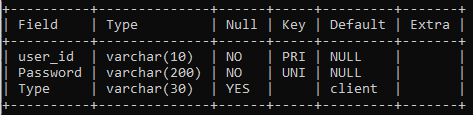 +----------+--------------+------+-----+---------+-------+
| Field    | Type         | Null | Key | Default | Extra |
+----------+--------------+------+-----+---------+-------+
| user_id  | varchar(10)  | NO   | PRI | NULL    |       |
| Password | varchar(200) | NO   | UNI | NULL    |       |
| Type     | varchar(30)  | YES  |     | client  |       |
+----------+--------------+------+-----+---------+-------+